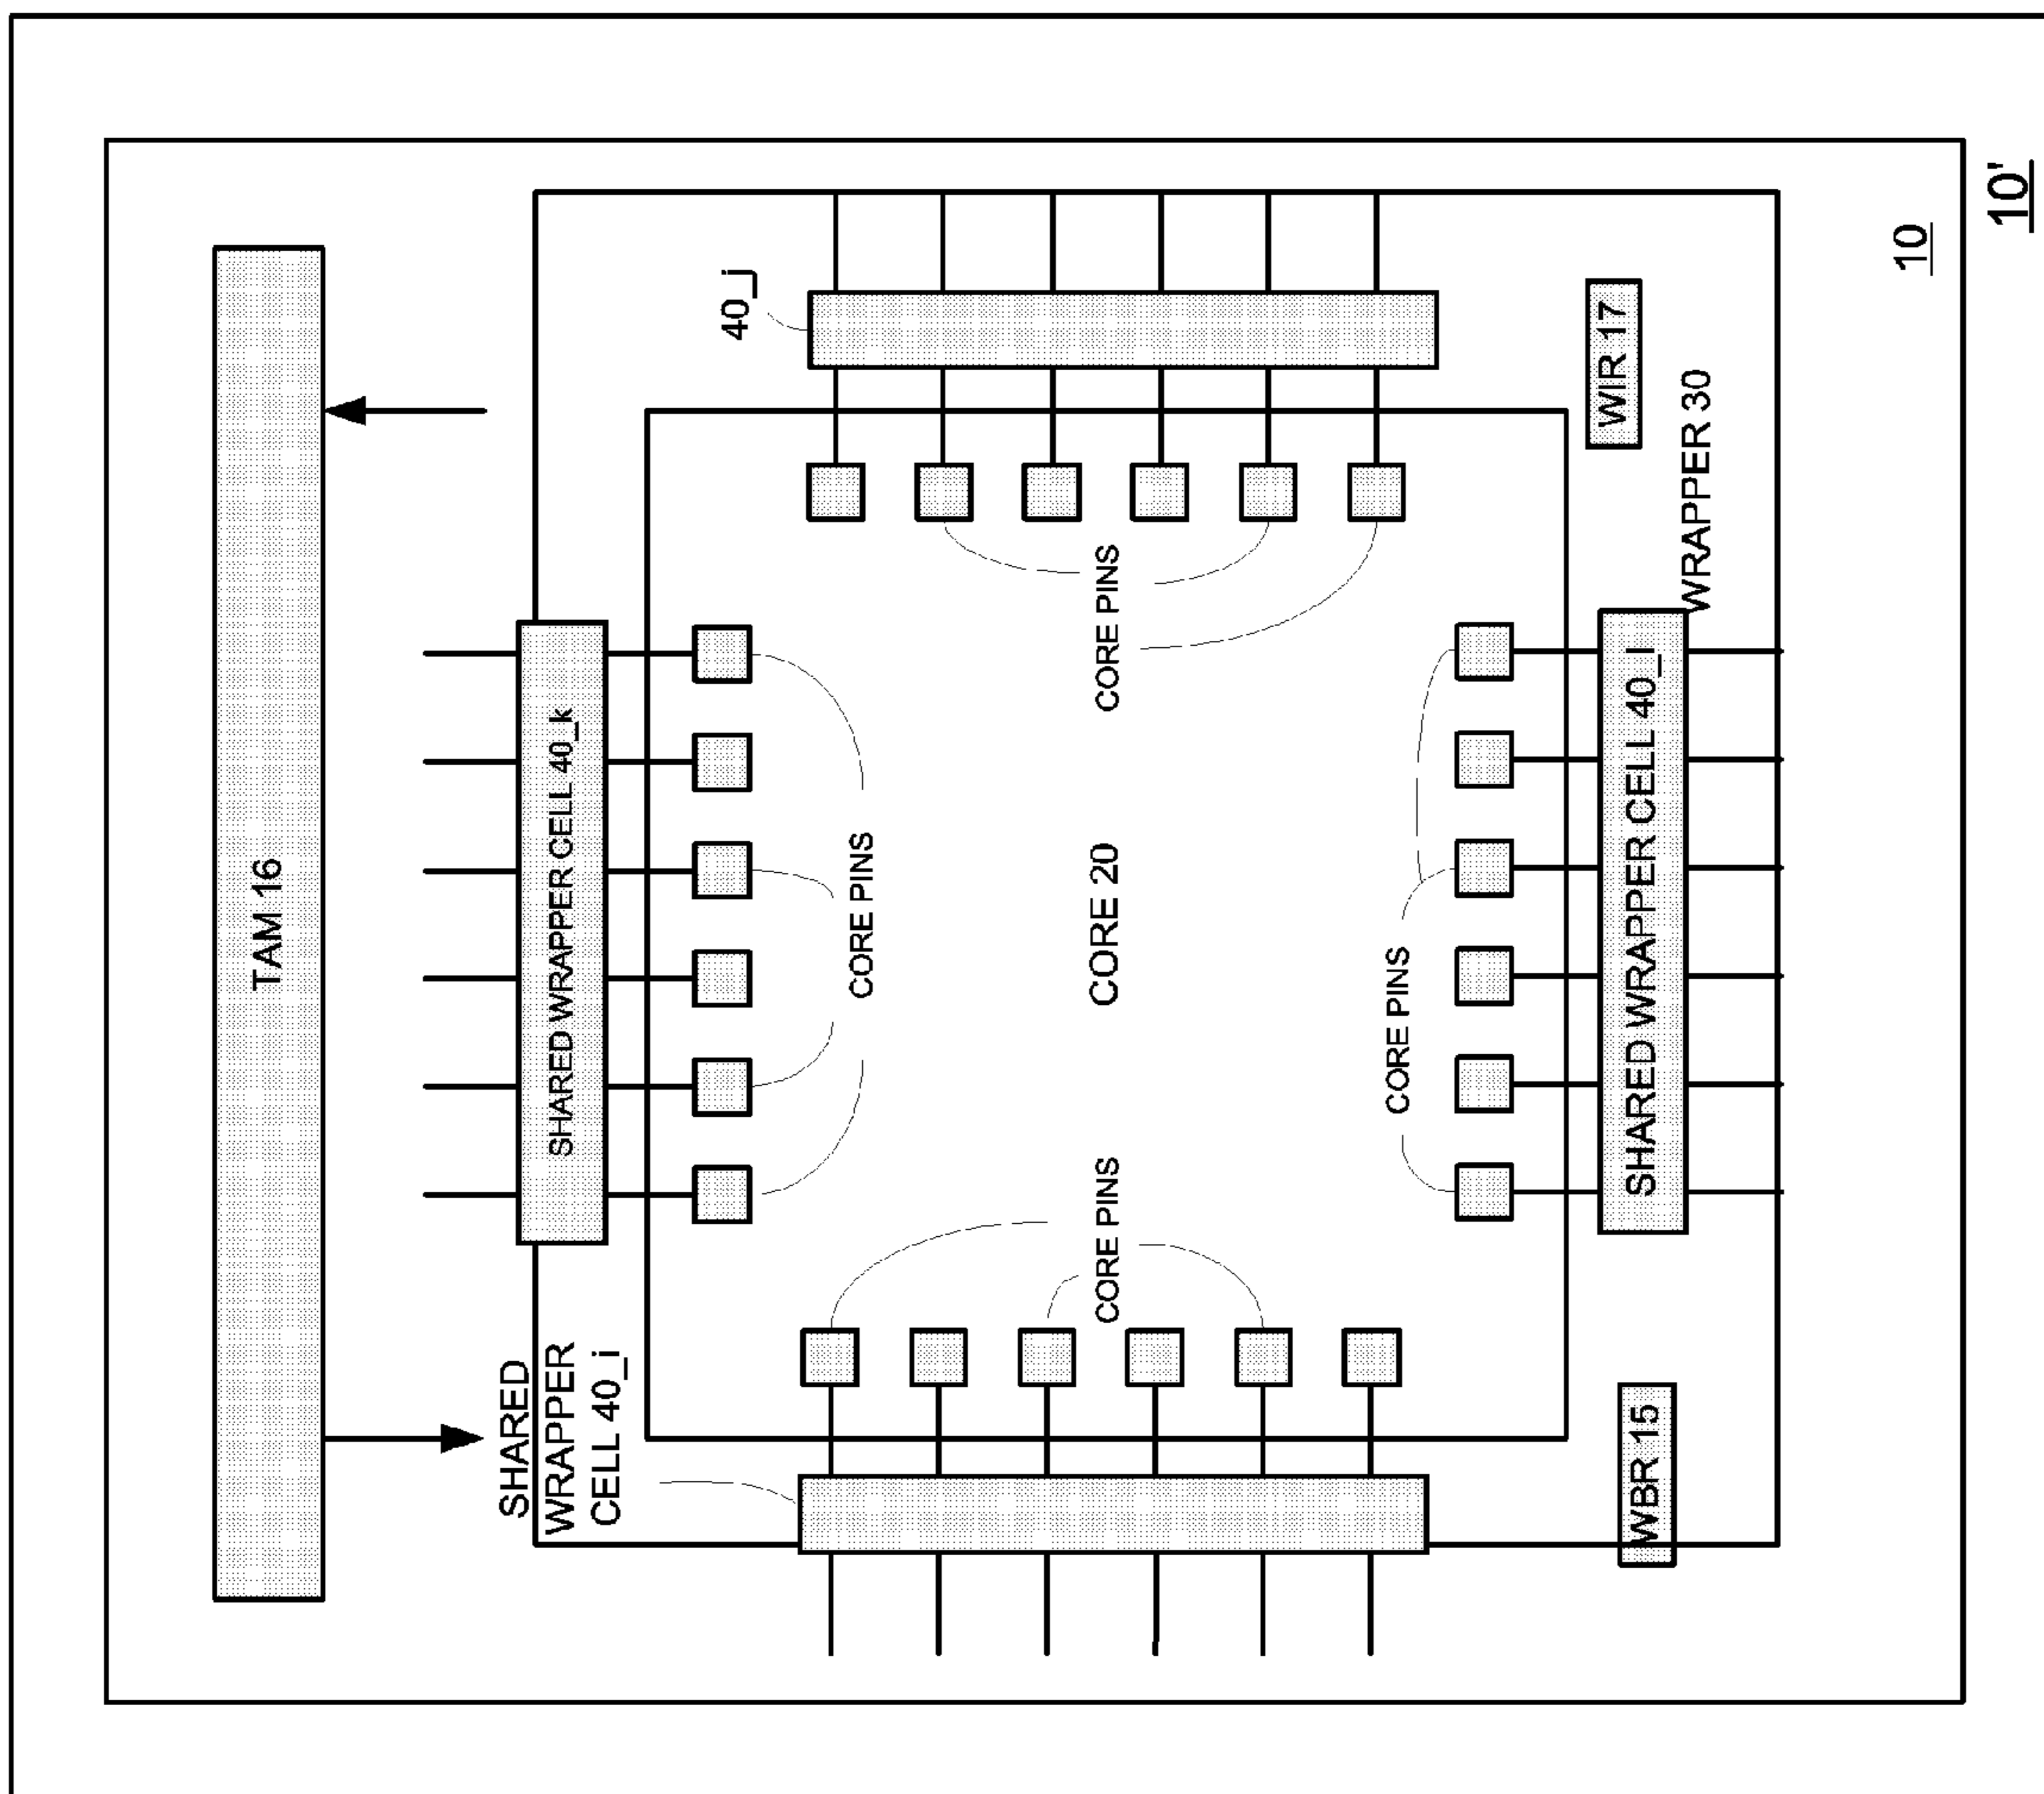 TAM 16
SHARED
WRAPPER
CELL 40_i
SHARED WRAPPER CELL 40_k
40_j
CORE PINS
CORE PINS
CORE 20
CORE PINS
CORE PINS
WBR 15
SHARED WRAPPER CELL 40_l
WIR 17
WRAPPER 30
10
10'